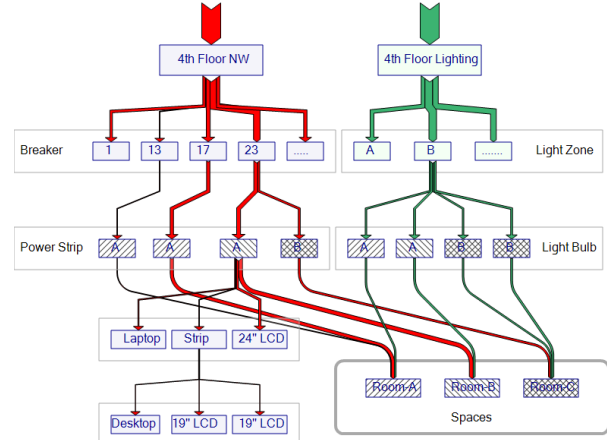 4th Floor NW 4th Floor Lighting
Breaker 1 13 17 23 ..... A B ....... Light Zone
Power Strip A A A B A A B B Light Bulb
Laptop Strip 24" LCD
Room-A Room-B Room-C
Desktop 19" LCD 19" LCD Spaces